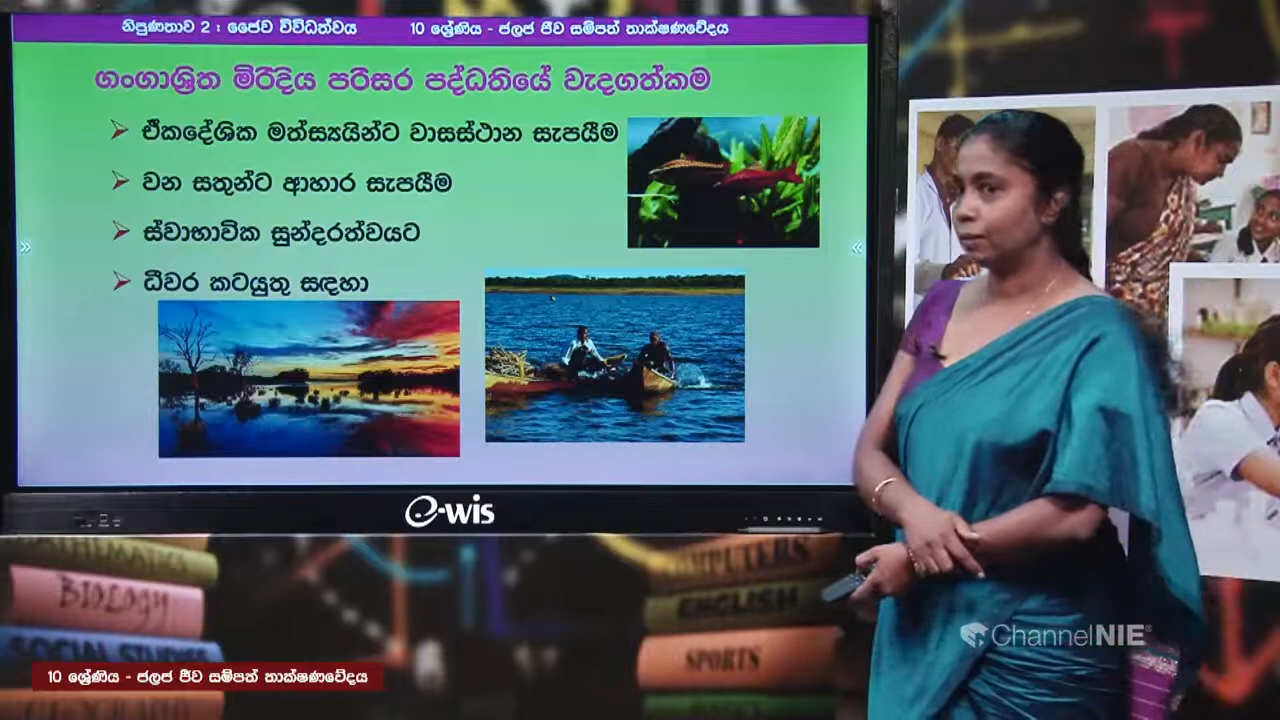 නිපුණතාව 2 : ජෛව විවිධත්වය 10 ශ්‍රේණිය - ජලජ ජීව සම්පත් තාක්ෂණවේදය
ගංගාශ්‍රිත මිරිදිය පරිසර පද්ධතියේ වැදගත්කම
ඒකදේශික මත්ස්‍යයින්ට වාසස්ථාන සැපයීම
වන සතුන්ට ආහාර සැපයීම
ස්වාභාවික සුන්දරත්වයට
ධීවර කටයුතු සඳහා
e-wis
MATHEMATICS
BIOLOGY
SOCIAL STUDIES
COMPUTERS
ENGLISH
SPORTS
ChannelNIE
10 ශ්‍රේණිය - ජලජ ජීව සම්පත් තාක්ෂණවේදය